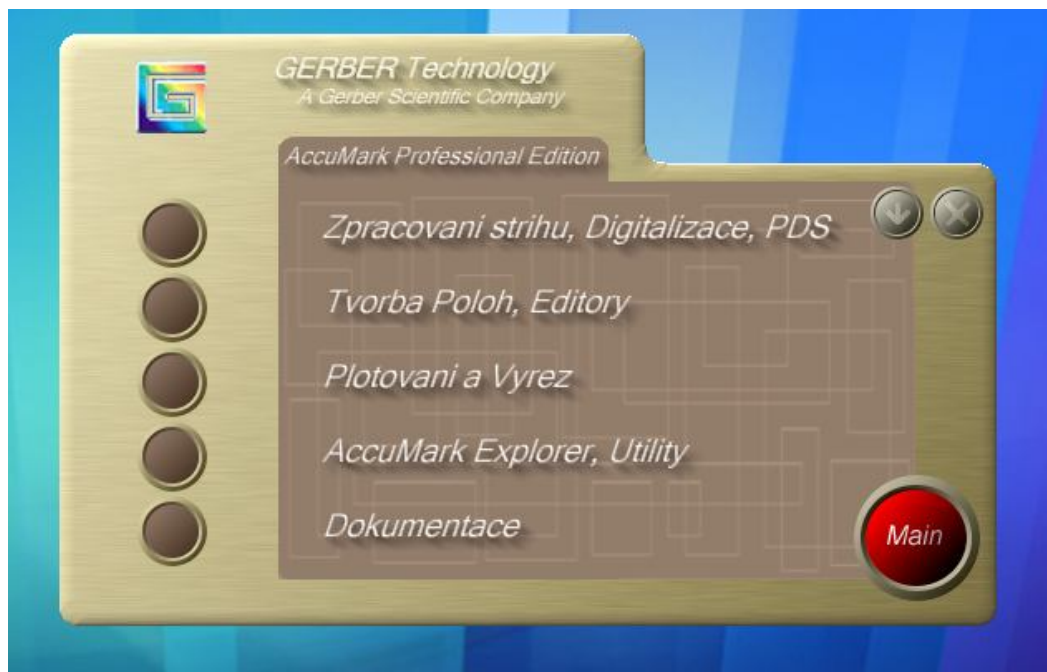 GERBER Technology
A Gerber Scientific Company
AccuMark Professional Edition
Zpracovani strihu, Digitalizace, PDS
Tvorba Poloh, Editory
Plotovani a Vyrez
AccuMark Explorer, Utility
Dokumentace
Main